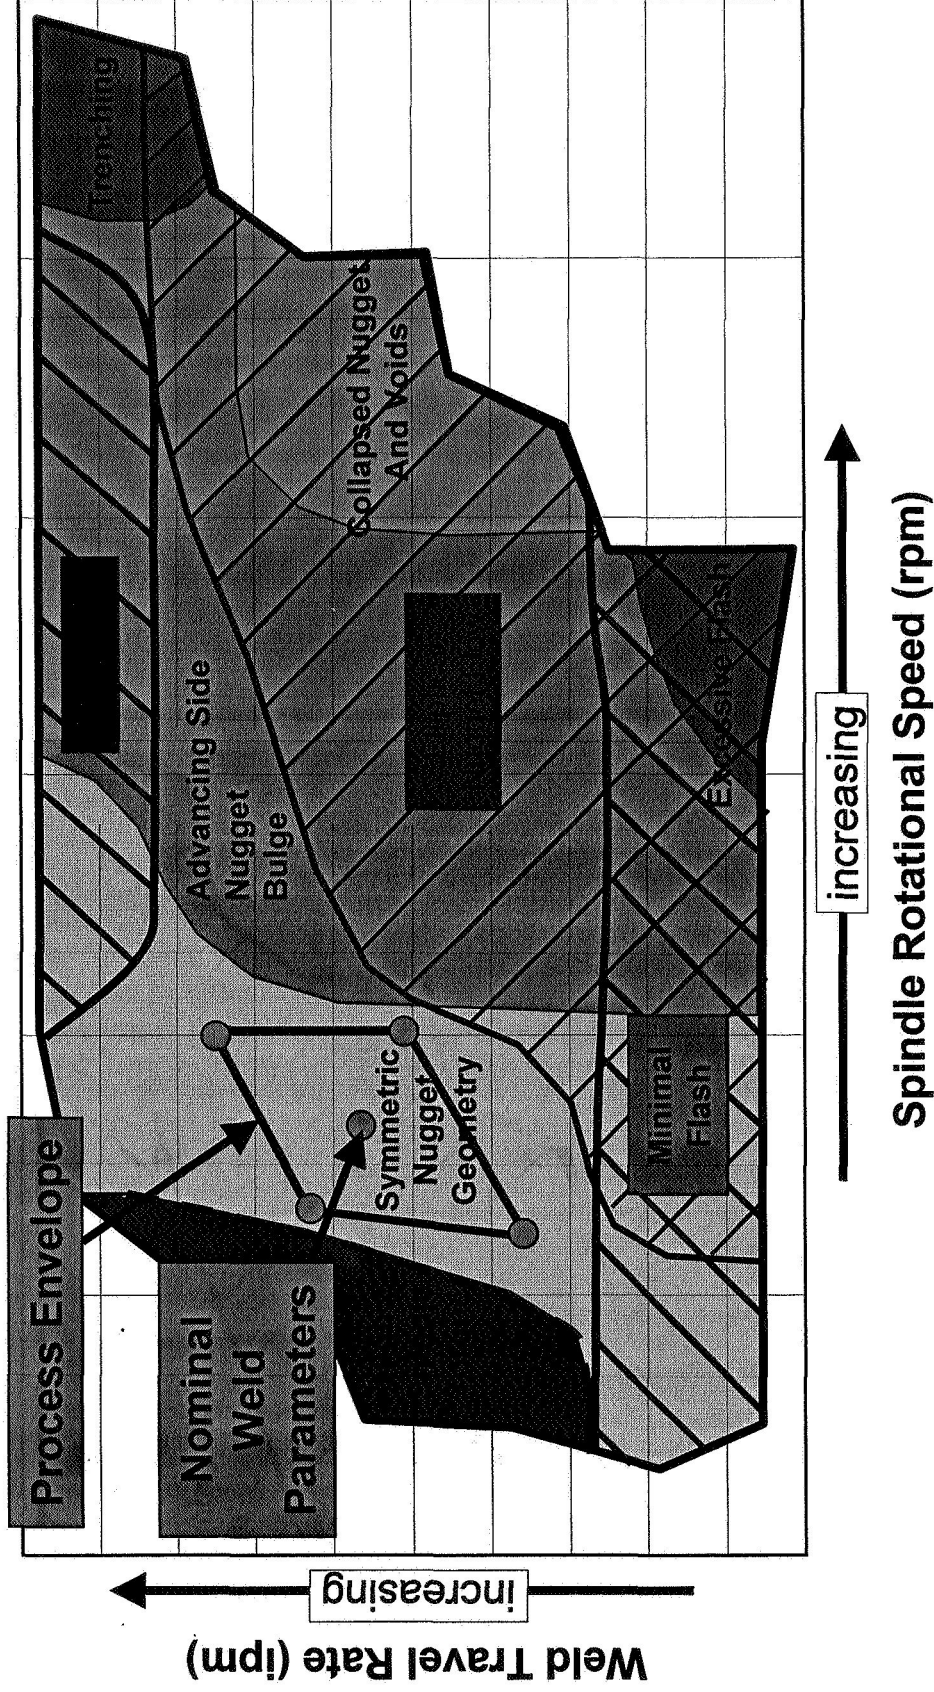 Process Envelope
Nominal
Weld
Parameters
Symmetric
Nugget
Geometry
Advancing Side
Nugget
Bulge
Trenching
Collapsed Nugget
And Voids
Minimal
Flash
Excessive Flash
increasing
Weld Travel Rate (ipm)
increasing
Spindle Rotational Speed (rpm)